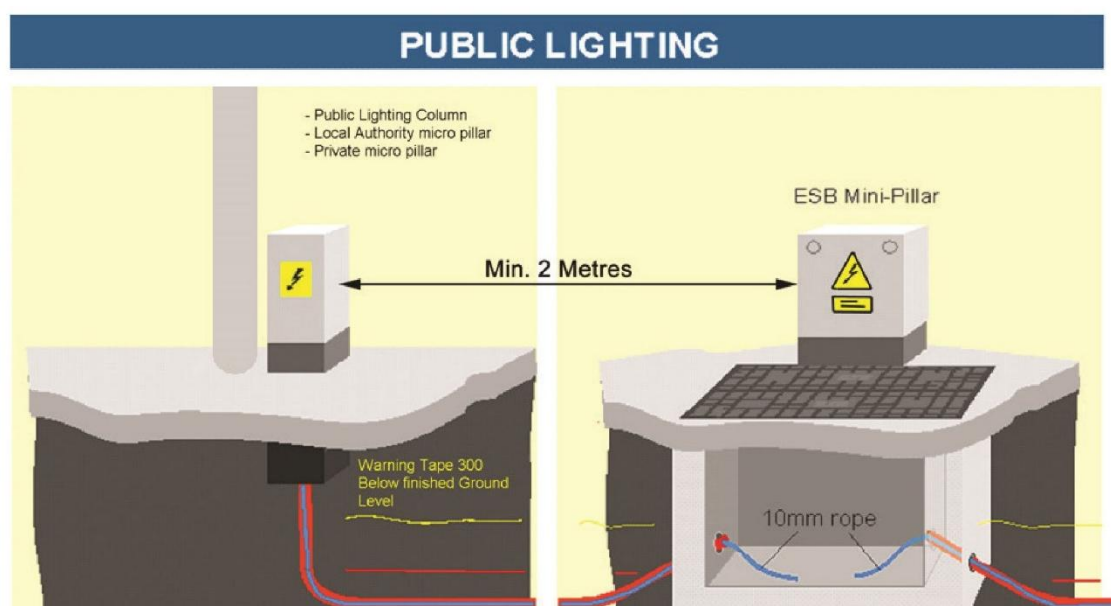 PUBLIC LIGHTING
- Public Lighting Column
- Local Authority micro pillar
- Private micro pillar
ESB Mini-Pillar
Min. 2 Metres
Warning Tape 300
Below finished Ground
Level
10mm rope